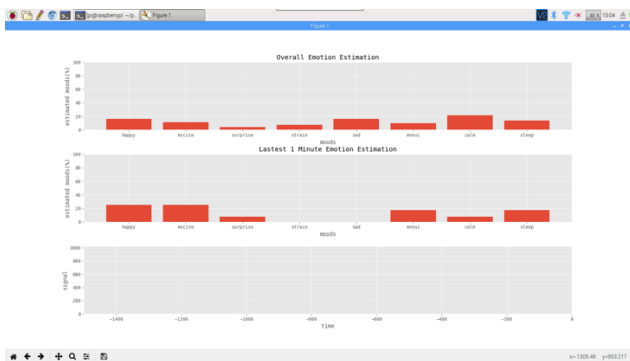 [pi@raspberrypi: ~/p.. Figure 1
15:04
Figure 1
Overall Emotion Estimation
estimated moods(%)
100
80
60
40
20
0
happy excite surprise strain sad ennui calm sleep
moods
Lastest 1 Minute Emotion Estimation
estimated moods(%)
100
80
60
40
20
0
happy excite surprise strain sad ennui calm sleep
moods
signal
1000
800
600
400
200
0
-1400 -1200 -1000 -800 -600 -400 -200 0
time
x=-1309.48 y=903.217